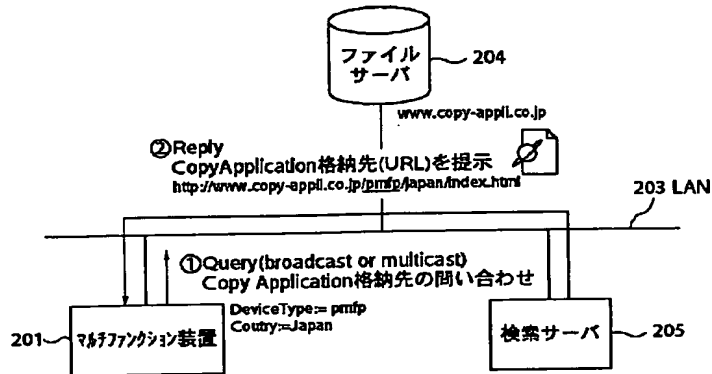 ファイル
サーバ
204
www.copy-appli.co.jp
②Reply
CopyApplication格納先(URL)を提示
http://www.copy-appli.co.jp/pmfp/japan/index.html
203 LAN
①Query(broadcast or multicast)
Copy Application格納先の問い合わせ
DeviceType:= pmfp
Coutry:=Japan
201
マルチファンクション装置
検索サーバ
205